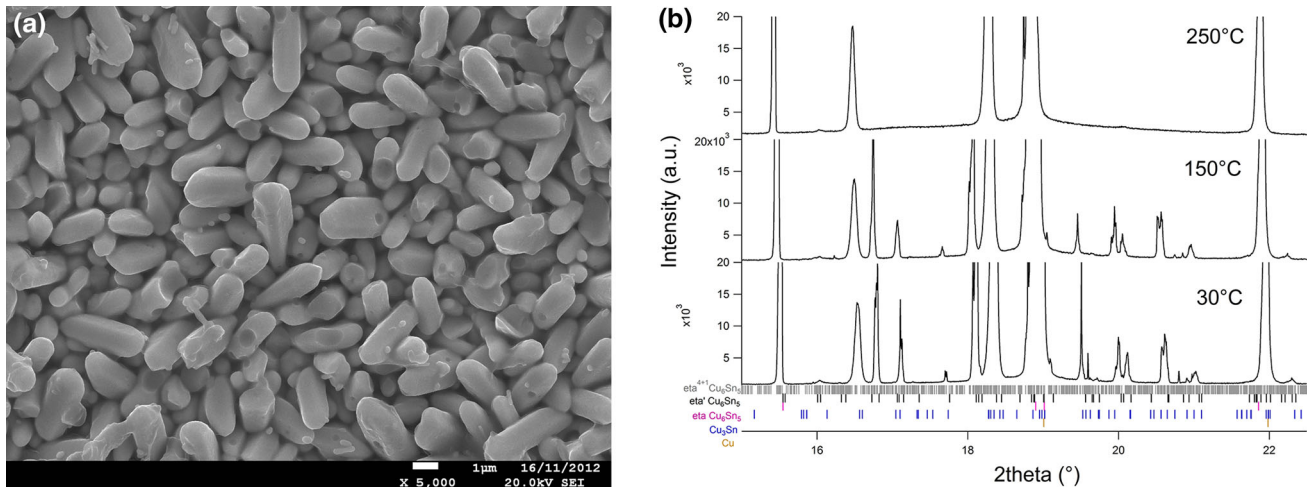 (a)
1μm 16/11/2012
X 5,000 20.0kV SEI
(b)
Intensity (a.u.)
20
15
x10³
10
5
250°C
20x10³
15
10
5
150°C
20
15
x10³
10
5
30°C
eta⁴⁺¹Cu₆Sn₅
eta' Cu₆Sn₅
eta Cu₆Sn₅
Cu₃Sn
Cu
16 18 20 22
2theta (°)